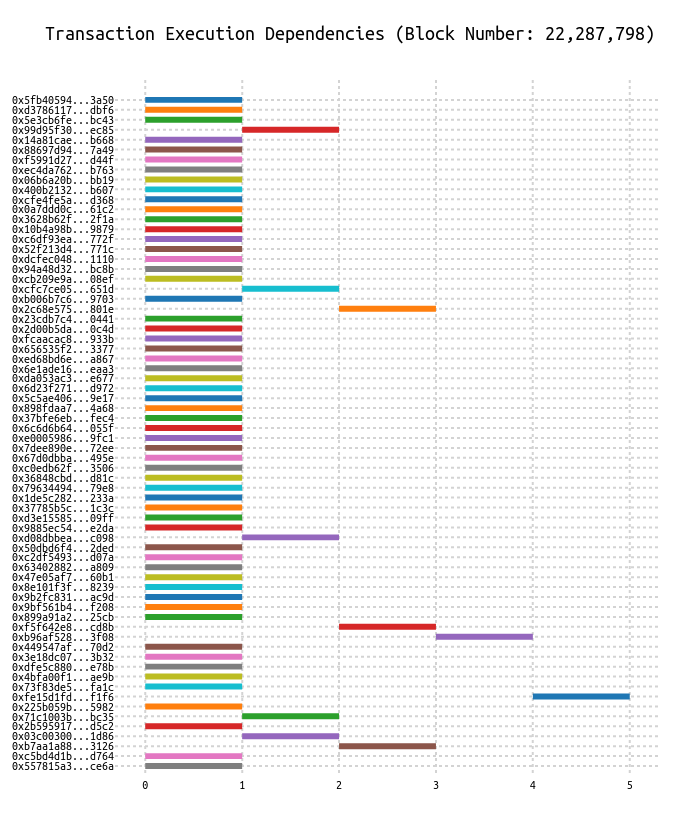 Transaction Execution Dependencies (Block Number: 22,287,798)
0x5fb40594...3a50
0xd3786117...dbf6
0x5e3cb6fe...bc43
0x99d95f30...ec85
0x14a81cae...b668
0x88697d94...7a49
0xf5991d27...d44f
0xec4da762...b763
0x06b6a20b...bb19
0x400b2132...b607
0xcfe4fe5a...d368
0x0a7ddd0c...61c2
0x3628b62f...2f1a
0x10b4a98b...9879
0xc6df93ea...772f
0x52f213d4...771c
0xdcfec048...1110
0x94a48d32...bc8b
0xcb209e9a...08ef
0xcfc7ce05...651d
0xb006b7c6...9703
0x2c68e575...801e
0x23cdb7c4...0441
0x2d00b5da...0c4d
0xfcaacac8...933b
0x656535f2...3377
0xed68bd6e...a867
0x6e1ade16...eaa3
0xda053ac3...e677
0x6d23f271...d972
0x5c5ae406...9e17
0x898fdaa7...4a68
0x37bfe6eb...fec4
0x6c6d6b64...055f
0xe0005986...9fc1
0x7dee890e...72ee
0x67d0dbba...495e
0xc0edb62f...3506
0x36848cbd...d81c
0x79634494...79e8
0x1de5c282...233a
0x37785b5c...1c3c
0xd3e15585...09ff
0x9885ec54...e2da
0xd08dbbea...c098
0x50dbd6f4...2ded
0xc2df5493...d07a
0x63402882...a809
0x47e05af7...60b1
0x8e101f3f...8239
0x9b2fc831...ac9d
0x9bf561b4...f208
0x899a91a2...25cb
0xf5f642e8...cd8b
0xb96af528...3f08
0x449547af...70d2
0x3e18dc07...3b32
0xdfe5c880...e78b
0x4bfa00f1...ae9b
0x73f83de5...fa1c
0xfe15d1fd...f1f6
0x225b059b...5982
0x71c1003b...bc35
0x2b595917...d5c2
0x03c00300...1d86
0xb7aa1a88...3126
0xc5bd4d1b...d764
0x557815a3...ce6a
0 1 2 3 4 5